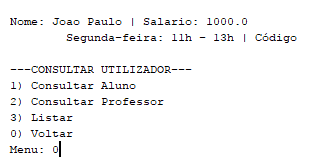 Nome: Joao Paulo | Salario: 1000.0
Segunda-feira: 11h - 13h | Código
---CONSULTAR UTILIZADOR---
1) Consultar Aluno
2) Consultar Professor
3) Listar
0) Voltar
Menu: 0